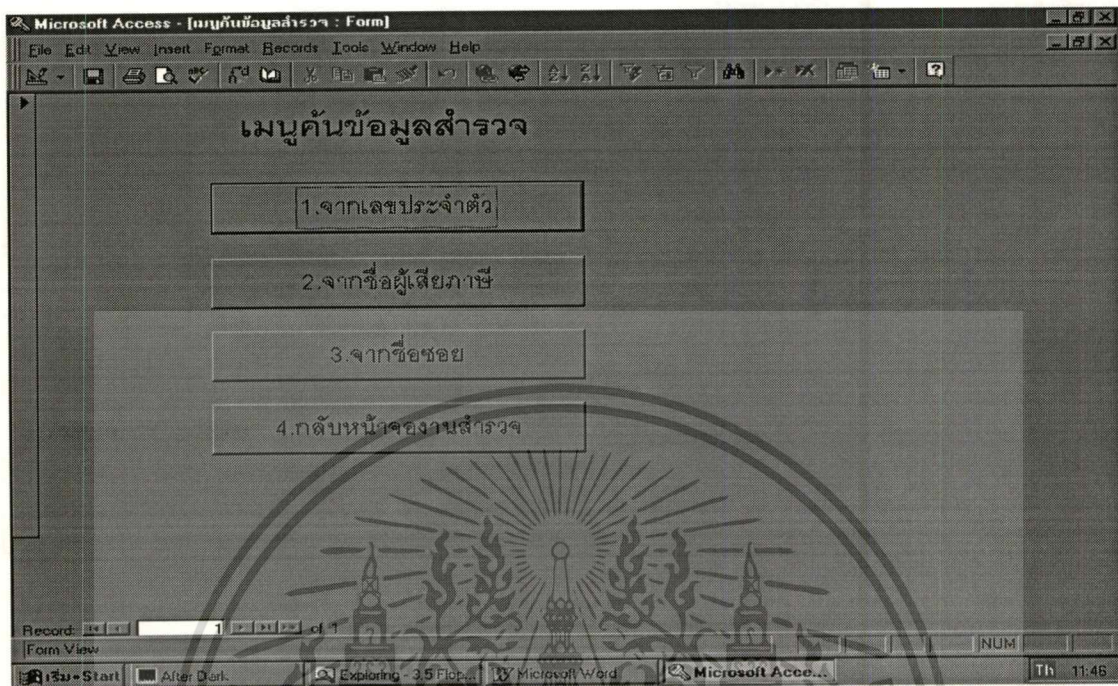 Microsoft Access - [เมนูค้นข้อมูลสำรวจ : Form]
File Edit View Insert Format Records Tools Window Help
เมนูค้นข้อมูลสำรวจ
1.จากเลขประจำตัว
2.จากชื่อผู้เสียภาษี
3.จากชื่อซอย
4.กลับหน้าจองานสำรวจ
Record: 1 of 1
Form View NUM
เริ่ม-Start After Dark Exploring - 3.5 Flop... Microsoft Word Microsoft Acce... Th 11:46